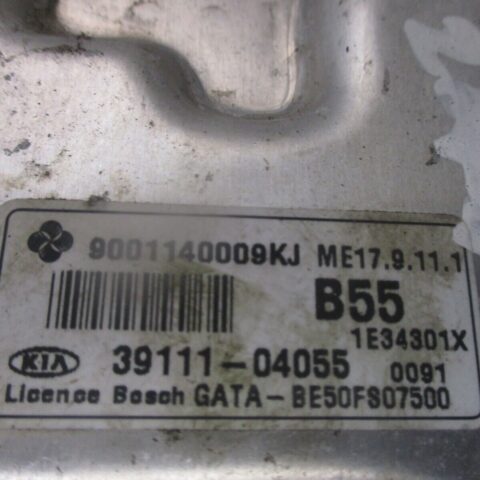 9001140009KJ ME17.9.11.1
B55
1E34301X
KIA 39111-04055 0091
Licence Bosch GATA-BE50FS07500